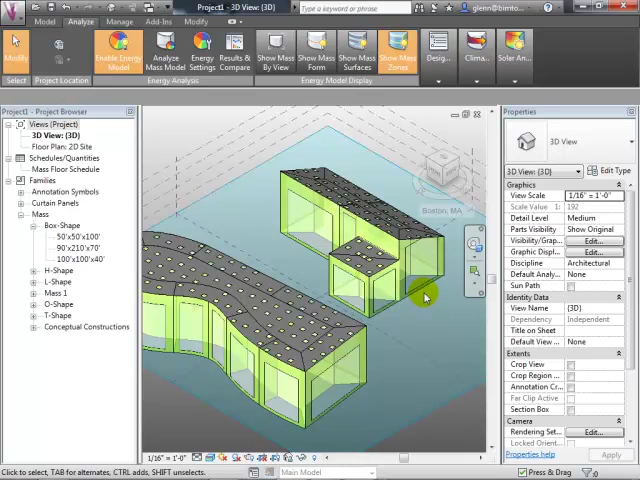 Project1 - 3D View: {3D}
Type a keyword or phrase
glenn@bimto...
Model Analyze Manage Add-Ins Modify
Modify
Enable Energy Model
Analyze Mass Model
Energy Settings
Results & Compare
Show Mass By View
Show Mass Form
Show Mass Surfaces
Show Mass Zones
Desig...
Clima...
Solar An...
Select
Project Location
Energy Analysis
Energy Model Display
Project1 - Project Browser
Views (Project)
3D View: {3D}
Floor Plan: 2D Site
Schedules/Quantities
Mass Floor Schedule
Families
Annotation Symbols
Curtain Panels
Mass
Box-Shape
50'x50'x100'
90'x210'x70'
100'x100'x40'
H-Shape
L-Shape
Mass 1
O-Shape
T-Shape
Conceptual Constructions
Boston, MA
1/16" = 1'-0"
Properties
3D View
3D View: {3D}
Edit Type
Graphics
View Scale 1/16" = 1'-0"
Scale Value 1: 192
Detail Level Medium
Parts Visibility Show Original
Visibility/Grap... Edit...
Graphic Displ... Edit...
Discipline Architectural
Default Analy... None
Sun Path
Identity Data
View Name {3D}
Dependency Independent
Title on Sheet
Default View ... None
Extents
Crop View
Crop Region ...
Annotation Cr...
Far Clip Active
Section Box
Camera
Rendering Set... Edit...
Locked Orient...
Properties help
Apply
Click to select, TAB for alternates, CTRL adds, SHIFT unselects.
Main Model
Press & Drag
:0